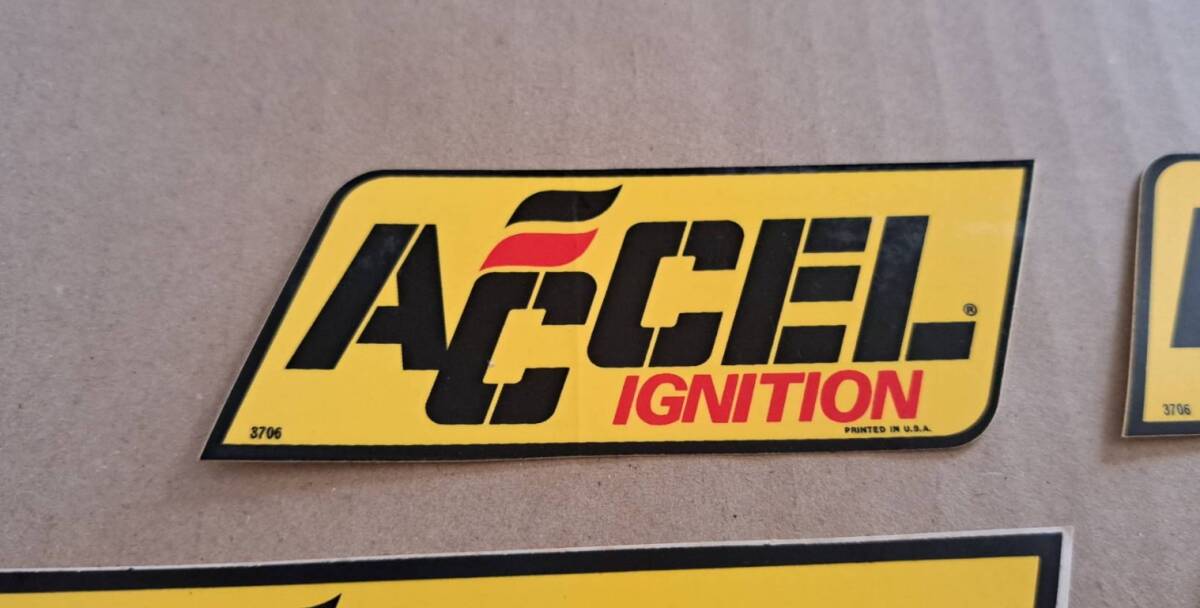 ACCEL®
IGNITION
3706
PRINTED IN U.S.A.
3706